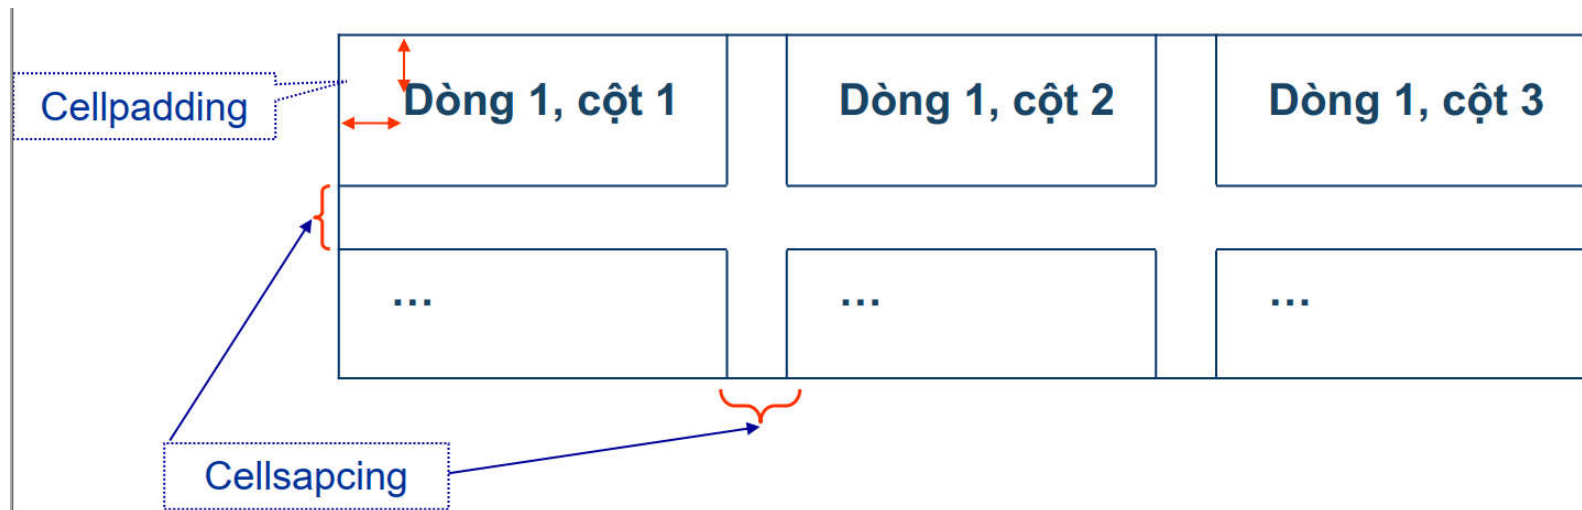 Cellpadding
Dòng 1, cột 1
Dòng 1, cột 2
Dòng 1, cột 3
...
...
...
Cellsapcing